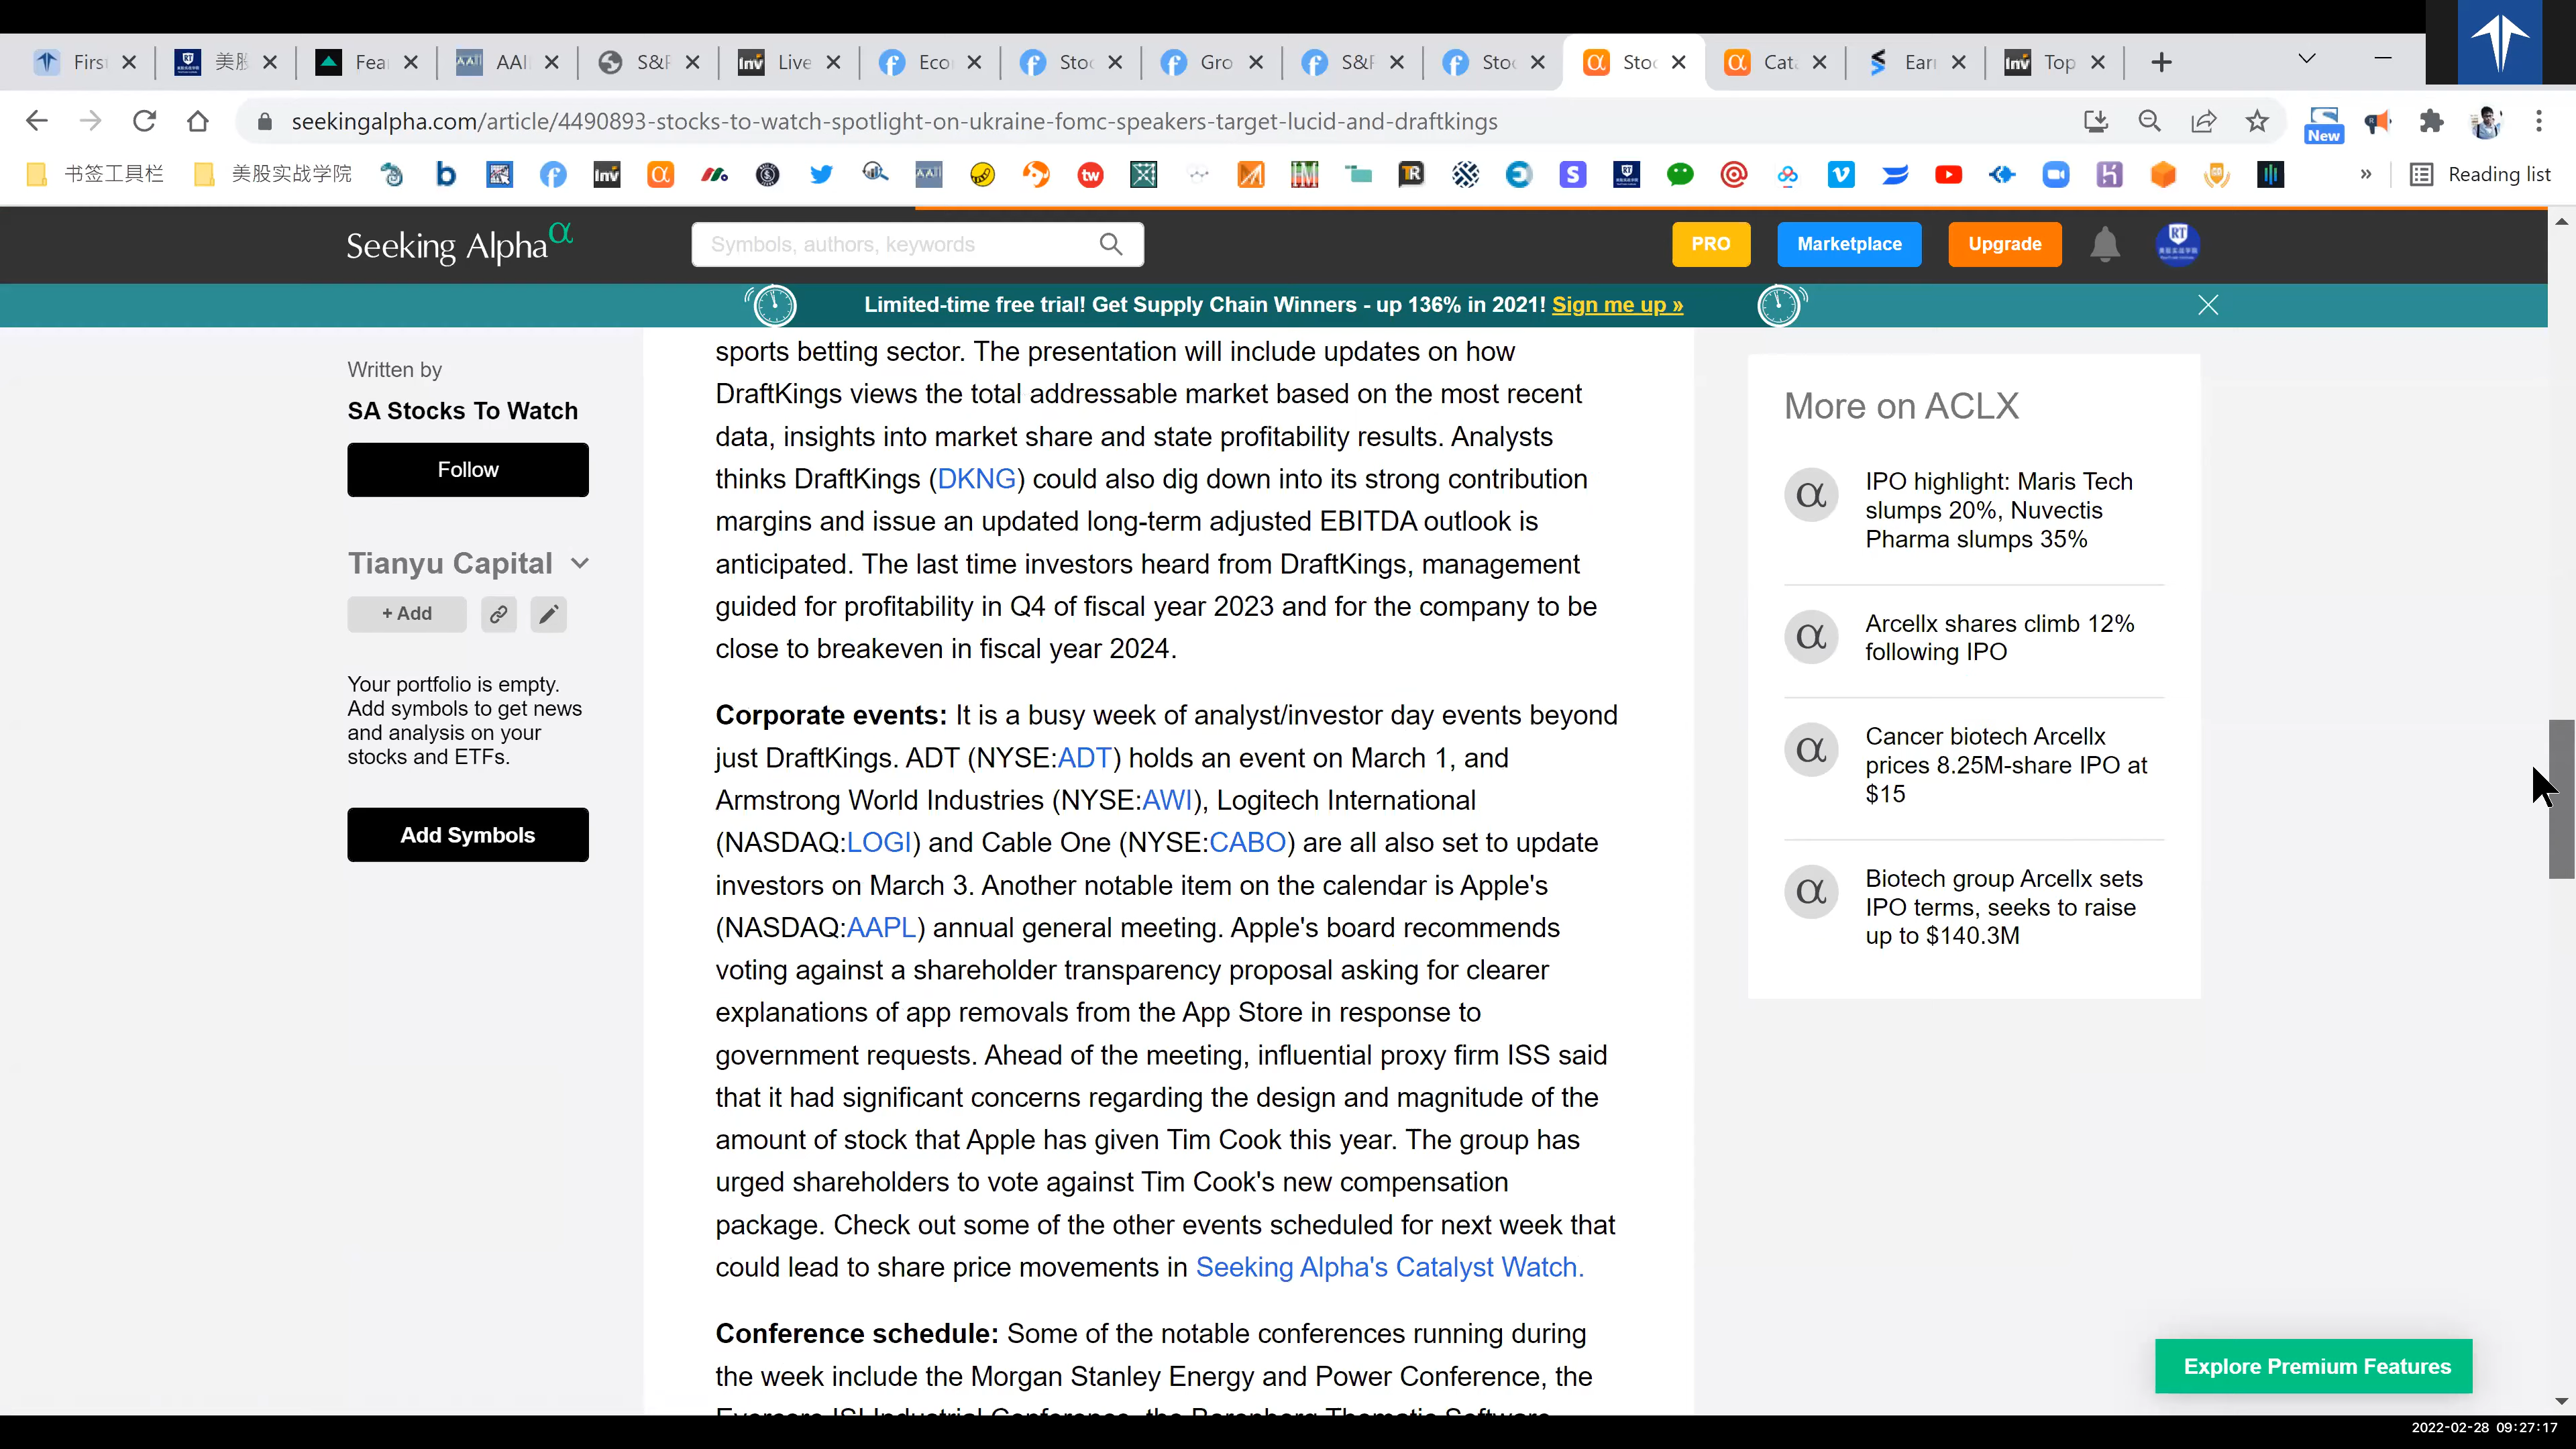 Firs
美股
Fear
AAII
AAI
S&P
Inv
Live
Eco
Stoc
Gro
S&P
Stoc
Stoc
Cat
Earn
Inv
Top
seekingalpha.com/article/4490893-stocks-to-watch-spotlight-on-ukraine-fomc-speakers-target-lucid-and-draftkings
New
书签工具栏
美股实战学院
Inv
AAII
tw
TR
Reading list
Seeking Alpha α
Symbols, authors, keywords
PRO
Marketplace
Upgrade
RT
Limited-time free trial! Get Supply Chain Winners - up 136% in 2021! Sign me up »
Written by
SA Stocks To Watch
Follow
Tianyu Capital
+ Add
Your portfolio is empty.
Add symbols to get news
and analysis on your
stocks and ETFs.
Add Symbols
sports betting sector. The presentation will include updates on how
DraftKings views the total addressable market based on the most recent
data, insights into market share and state profitability results. Analysts
thinks DraftKings (DKNG) could also dig down into its strong contribution
margins and issue an updated long-term adjusted EBITDA outlook is
anticipated. The last time investors heard from DraftKings, management
guided for profitability in Q4 of fiscal year 2023 and for the company to be
close to breakeven in fiscal year 2024.
Corporate events: It is a busy week of analyst/investor day events beyond
just DraftKings. ADT (NYSE:ADT) holds an event on March 1, and
Armstrong World Industries (NYSE:AWI), Logitech International
(NASDAQ:LOGI) and Cable One (NYSE:CABO) are all also set to update
investors on March 3. Another notable item on the calendar is Apple's
(NASDAQ:AAPL) annual general meeting. Apple's board recommends
voting against a shareholder transparency proposal asking for clearer
explanations of app removals from the App Store in response to
government requests. Ahead of the meeting, influential proxy firm ISS said
that it had significant concerns regarding the design and magnitude of the
amount of stock that Apple has given Tim Cook this year. The group has
urged shareholders to vote against Tim Cook's new compensation
package. Check out some of the other events scheduled for next week that
could lead to share price movements in Seeking Alpha's Catalyst Watch.
Conference schedule: Some of the notable conferences running during
the week include the Morgan Stanley Energy and Power Conference, the
Evercore ISI Industrial Conference, the Berenberg Thematic Software
More on ACLX
IPO highlight: Maris Tech
slumps 20%, Nuvectis
Pharma slumps 35%
Arcellx shares climb 12%
following IPO
Cancer biotech Arcellx
prices 8.25M-share IPO at
$15
Biotech group Arcellx sets
IPO terms, seeks to raise
up to $140.3M
Explore Premium Features
2022-02-28 09:27:17